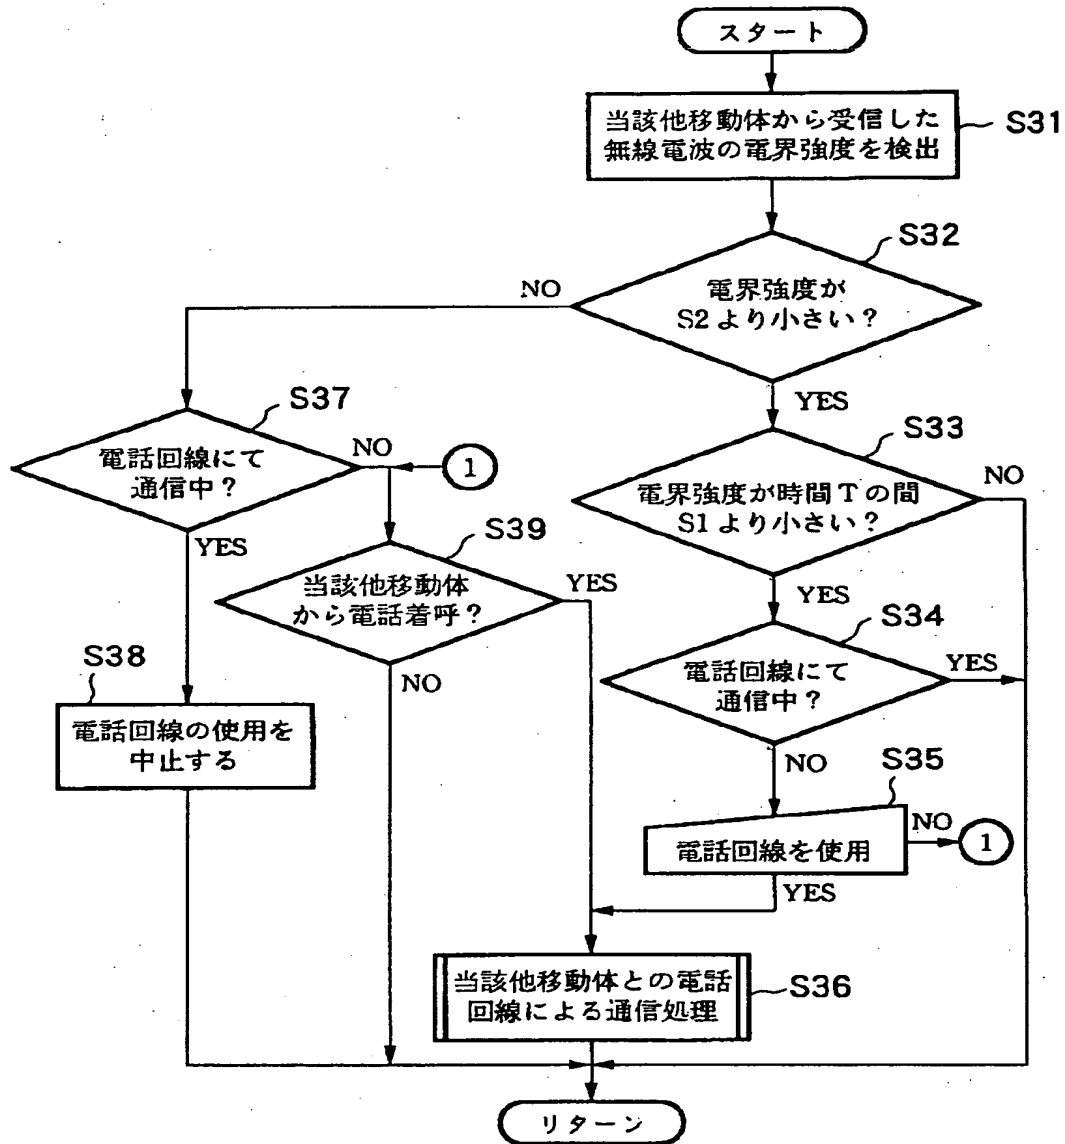 スタート
当該他移動体から受信した
無線電波の電界強度を検出
S31
S32
電界強度が
S2より小さい?
NO
YES
S37
電話回線にて
通信中?
NO
1
YES
S33
電界強度が時間Tの間
S1より小さい?
NO
YES
S39
当該他移動体
から電話着呼?
YES
NO
S34
電話回線にて
通信中?
YES
NO
S38
電話回線の使用を
中止する
S35
電話回線を使用
NO
1
YES
当該他移動体との電話
回線による通信処理
S36
リターン